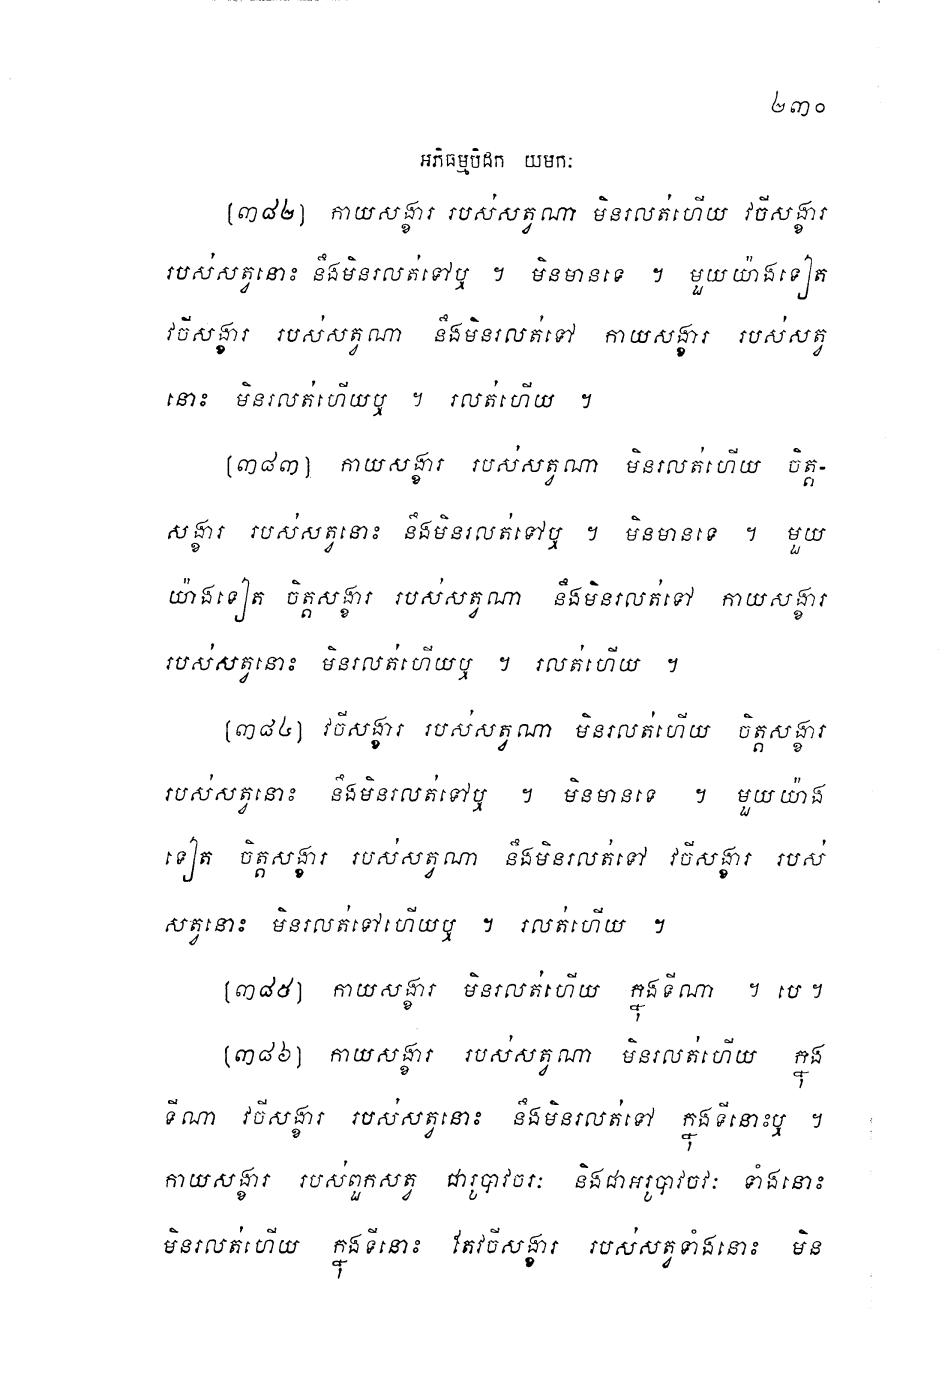 ២៣០
អភិធម្មបិដក យមកៈ
[៣៨២] កាយសង្ខារ របស់សត្វណា មិនរលត់ហើយ វចីសង្ខារ
របស់សត្វនោះ នឹងមិនរលត់ទៅឬ ។ មិនមានទេ ។ មួយយ៉ាងទៀត
វចីសង្ខារ របស់សត្វណា នឹងមិនរលត់ទៅ កាយសង្ខារ របស់សត្វ
នោះ មិនរលត់ហើយឬ ។ រលត់ហើយ ។
[៣៨៣] កាយសង្ខារ របស់សត្វណា មិនរលត់ហើយ ចិត្ត-
សង្ខារ របស់សត្វនោះ នឹងមិនរលត់ទៅឬ ។ មិនមានទេ ។ មួយ
យ៉ាងទៀត ចិត្តសង្ខារ របស់សត្វណា នឹងមិនរលត់ទៅ កាយសង្ខារ
របស់សត្វនោះ មិនរលត់ហើយឬ ។ រលត់ហើយ ។
[៣៨៤] វចីសង្ខារ របស់សត្វណា មិនរលត់ហើយ ចិត្តសង្ខារ
របស់សត្វនោះ នឹងមិនរលត់ទៅឬ ។ មិនមានទេ ។ មួយយ៉ាង
ទៀត ចិត្តសង្ខារ របស់សត្វណា នឹងមិនរលត់ទៅ វចីសង្ខារ របស់
សត្វនោះ មិនរលត់ទៅហើយឬ ។ រលត់ហើយ ។
[៣៨៥] កាយសង្ខារ មិនរលត់ហើយ ក្នុងទីណា ។ បេ ។
[៣៨៦] កាយសង្ខារ របស់សត្វណា មិនរលត់ហើយ ក្នុង
ទីណា វចីសង្ខារ របស់សត្វនោះ នឹងមិនរលត់ទៅ ក្នុងទីនោះឬ ។
កាយសង្ខារ របស់ពួកសត្វ ជារូបាវចរៈ និងជាអរូបាវចវៈ ទាំងនោះ
មិនរលត់ហើយ ក្នុងទីនោះ តែវចីសង្ខារ របស់សត្វទាំងនោះ មិន